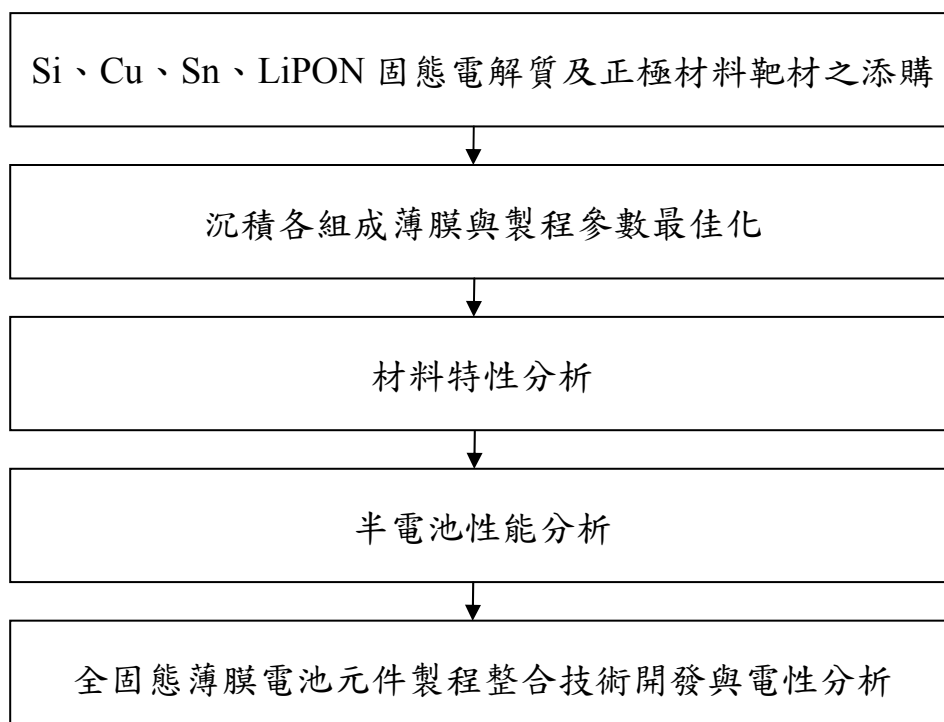 Si、Cu、Sn、LiPON 固態電解質及正極材料靶材之添購
沉積各組成薄膜與製程參數最佳化
材料特性分析
半電池性能分析
全固態薄膜電池元件製程整合技術開發與電性分析